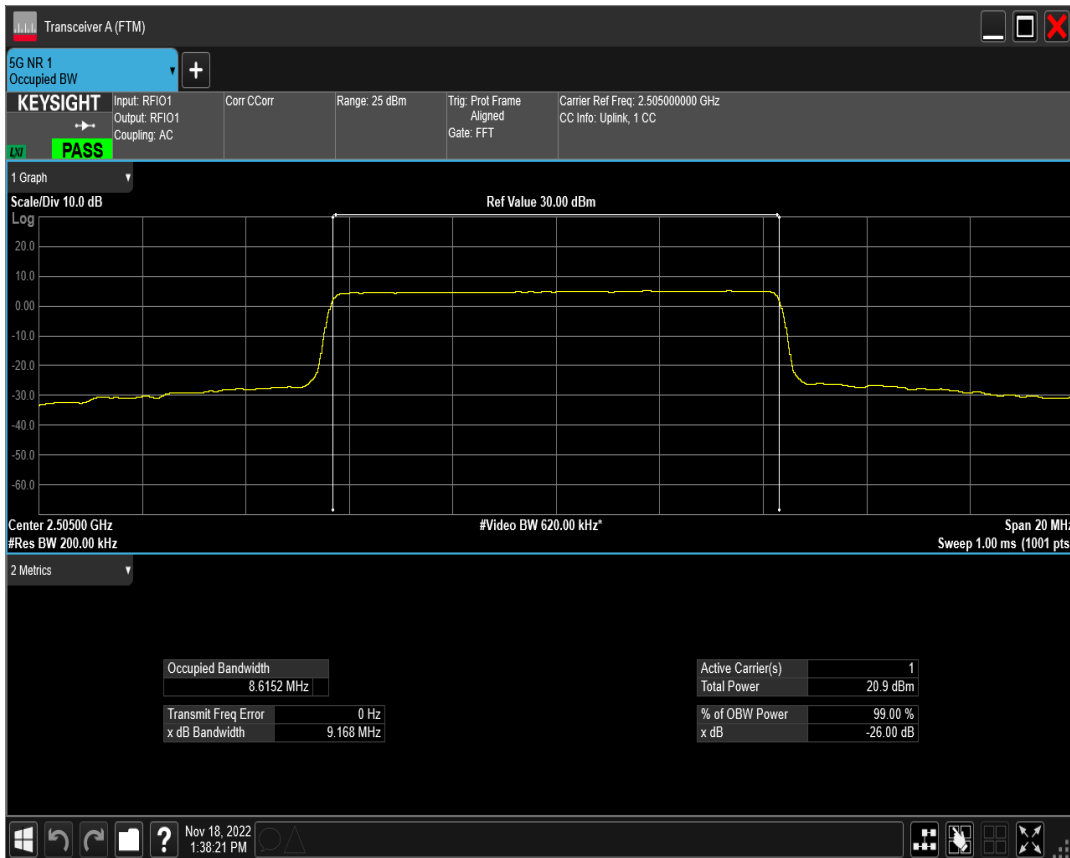 Transceiver A (FTM)
5G NR 1
Occupied BW
+
KEYSIGHT
LXI
PASS
Input: RFIO1
Output: RFIO1
Coupling: AC
Corr CCorr
Range: 25 dBm
Trig: Prot Frame
Aligned
Gate: FFT
Carrier Ref Freq: 2.505000000 GHz
CC Info: Uplink, 1 CC
1 Graph
Scale/Div 10.0 dB
Ref Value 30.00 dBm
Log
20.0
10.0
0.00
-10.0
-20.0
-30.0
-40.0
-50.0
-60.0
Center 2.50500 GHz
#Video BW 620.00 kHz*
Span 20 MHz
#Res BW 200.00 kHz
Sweep 1.00 ms (1001 pts
2 Metrics
Occupied Bandwidth
8.6152 MHz
Transmit Freq Error 0 Hz
x dB Bandwidth 9.168 MHz
Active Carrier(s) 1
Total Power 20.9 dBm
% of OBW Power 99.00 %
x dB -26.00 dB
?
Nov 18, 2022
1:38:21 PM